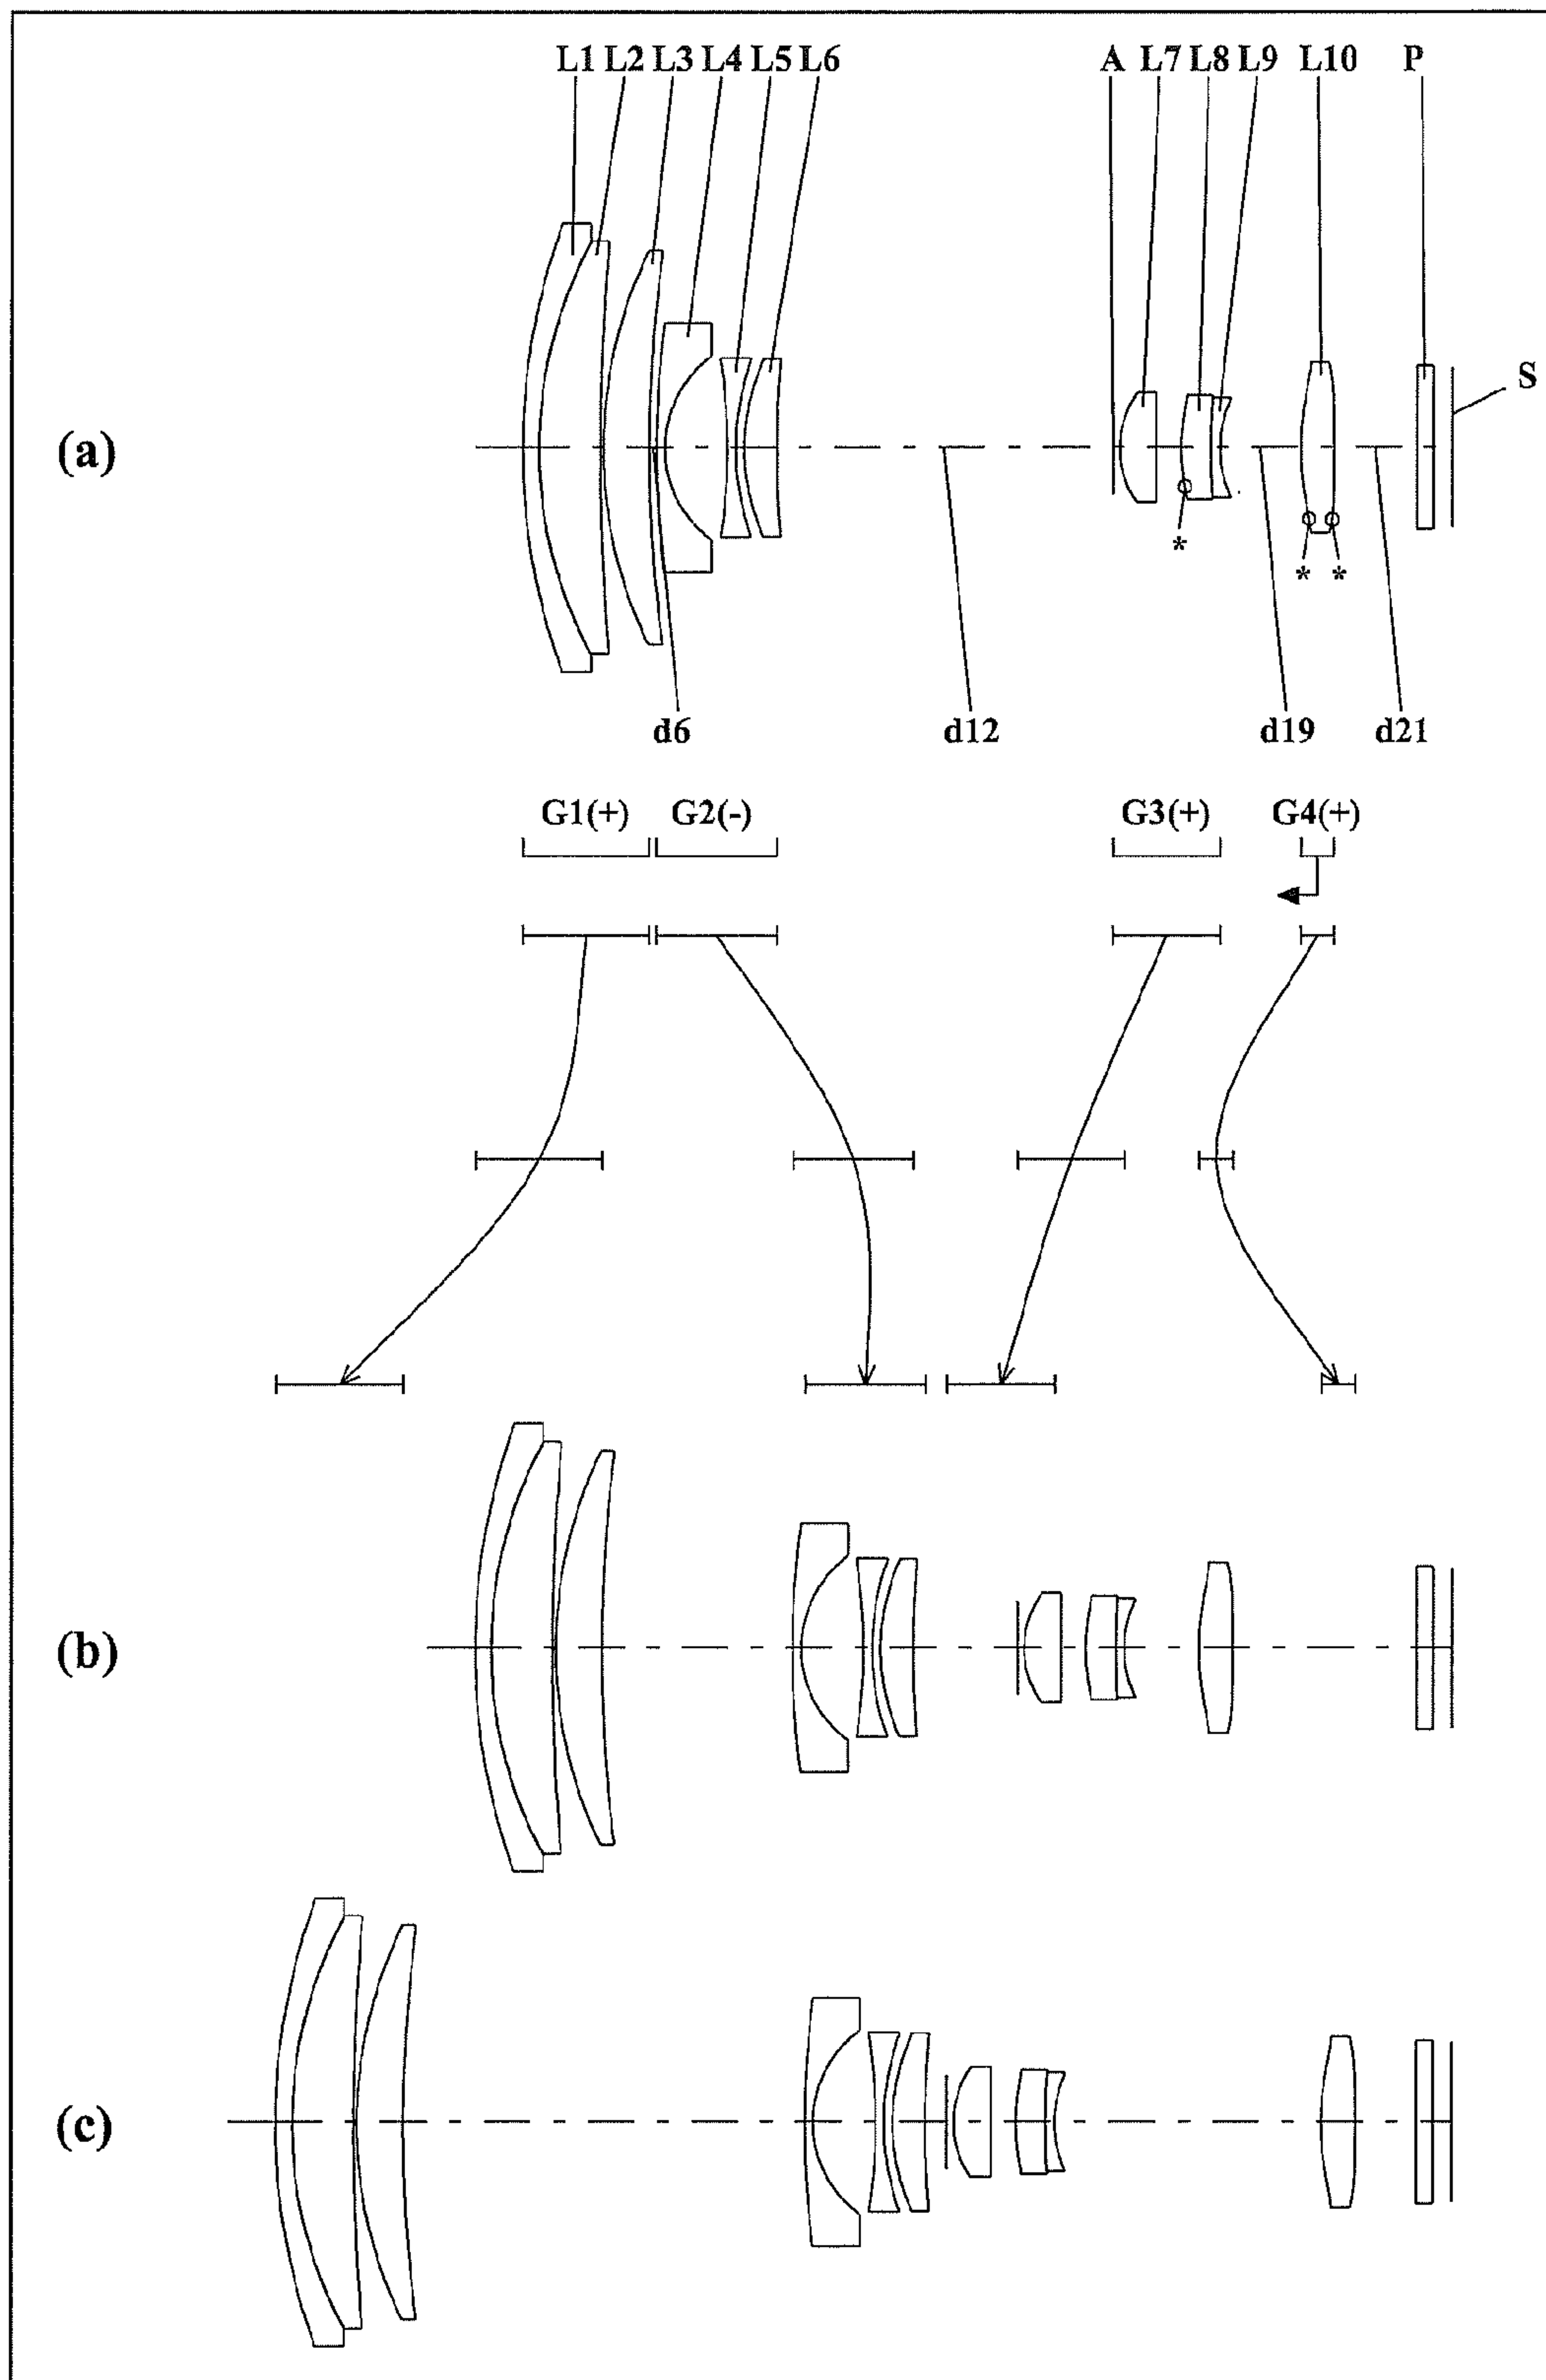 L1 L2 L3 L4 L5 L6 A L7 L8 L9 L10 P
S
(a)
* * *
d6 d12 d19 d21
G1(+) G2(-) G3(+) G4(+)
(b)
(c)